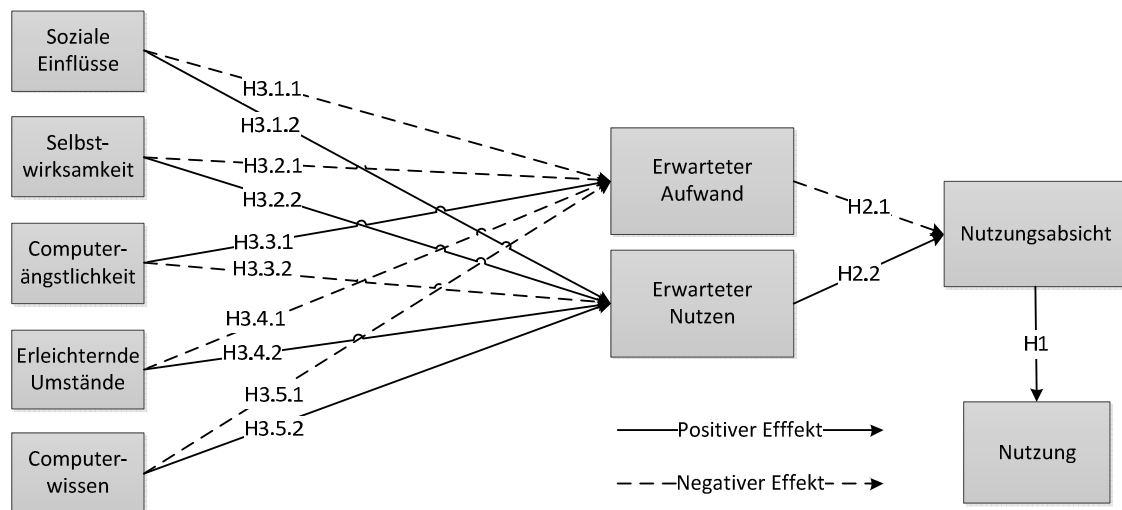 Soziale
Einflüsse
Selbst-
wirksamkeit
Computer-
ängstlichkeit
Erleichternde
Umstände
Computer-
wissen
H3.1.1
H3.1.2
H3.2.1
H3.2.2
H3.3.1
H3.3.2
H3.4.1
H3.4.2
H3.5.1
H3.5.2
Erwarteter
Aufwand
Erwarteter
Nutzen
H2.1
H2.2
Nutzungsabsicht
H1
Nutzung
Positiver Efffekt
Negativer Effekt